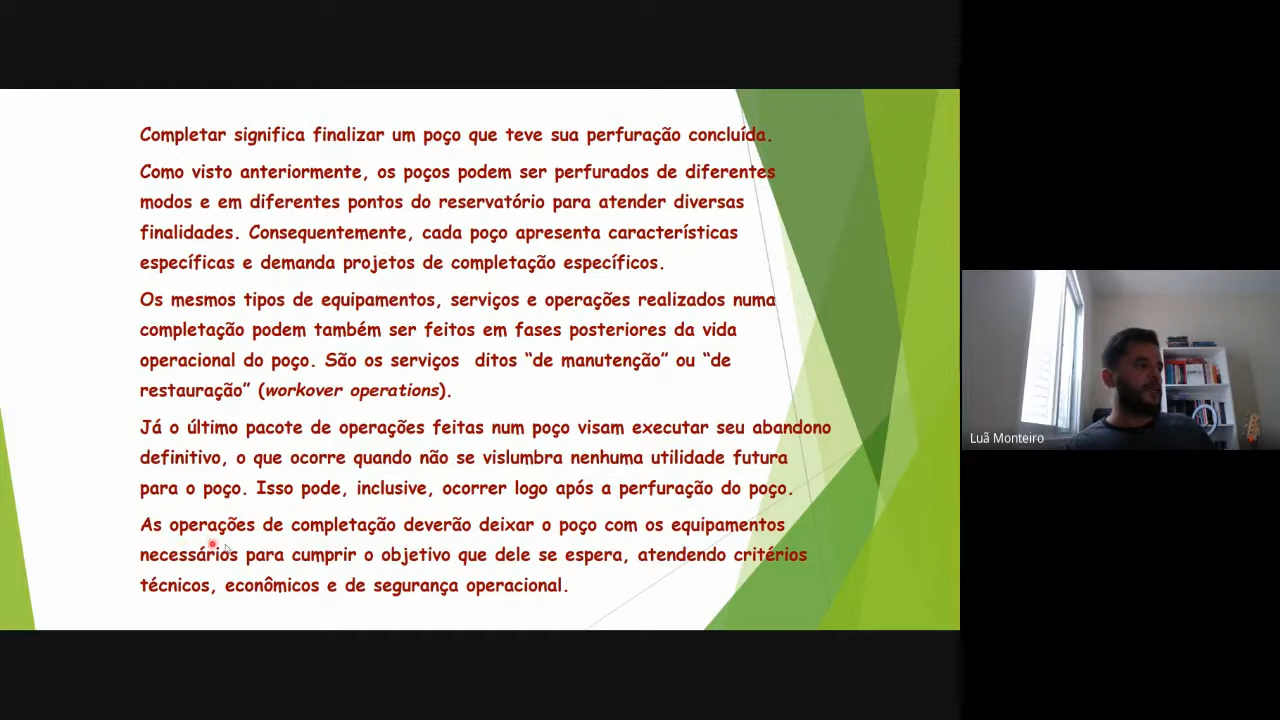 Completar significa finalizar um poço que teve sua perfuração concluída.
Como visto anteriormente, os poços podem ser perfurados de diferentes
modos e em diferentes pontos do reservatório para atender diversas
finalidades. Consequentemente, cada poço apresenta características
específicas e demanda projetos de completação específicos.
Os mesmos tipos de equipamentos, serviços e operações realizados numa
completação podem também ser feitos em fases posteriores da vida
operacional do poço. São os serviços ditos “de manutenção” ou “de
restauração” (workover operations).
Já o último pacote de operações feitas num poço visam executar seu abandono
definitivo, o que ocorre quando não se vislumbra nenhuma utilidade futura
para o poço. Isso pode, inclusive, ocorrer logo após a perfuração do poço.
As operações de completação deverão deixar o poço com os equipamentos
necessários para cumprir o objetivo que dele se espera, atendendo critérios
técnicos, econômicos e de segurança operacional.
Luã Monteiro